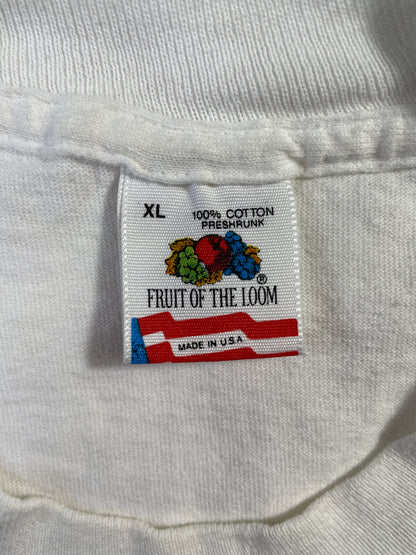 XL 100% COTTON
PRESHRUNK
®
FRUIT OF THE LOOM
MADE IN U.S.A